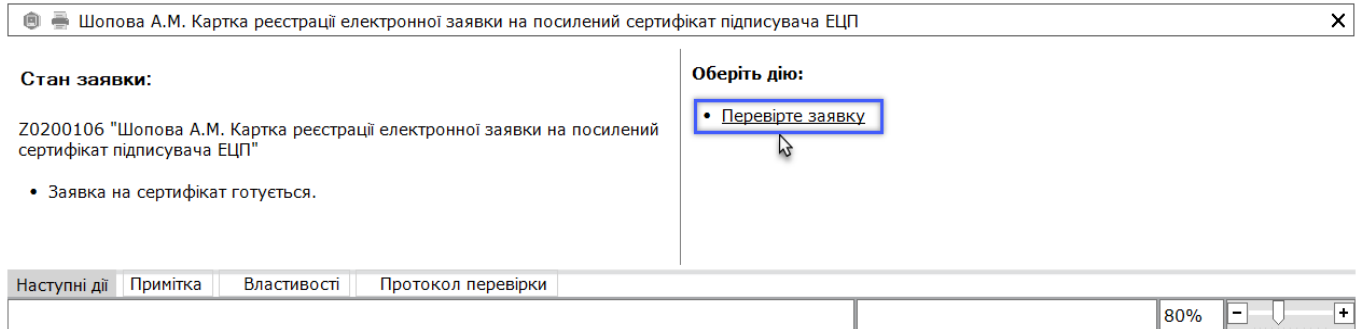 Шопова А.М. Картка реєстрації електронної заявки на посилений сертифікат підписувача ЕЦП
Стан заявки:
Z0200106 "Шопова А.М. Картка реєстрації електронної заявки на посилений
сертифікат підписувача ЕЦП"
• Заявка на сертифікат готується.
Оберіть дію:
• Перевірте заявку
Наступні дії Примітка Властивості Протокол перевірки
80%